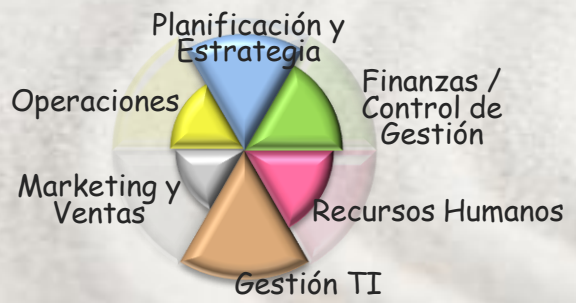 Planificación y
Estrategia
Finanzas /
Control de
Gestión
Operaciones
Marketing y
Ventas
Recursos Humanos
Gestión TI